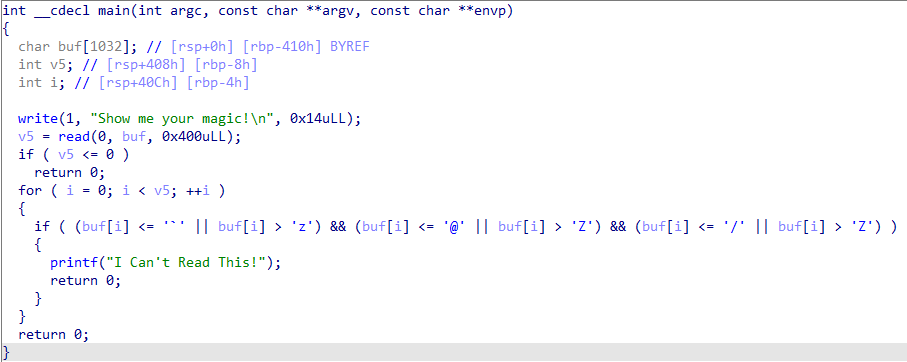 int __cdecl main(int argc, const char **argv, const char **envp)
{
  char buf[1032]; // [rsp+0h] [rbp-410h] BYREF
  int v5; // [rsp+408h] [rbp-8h]
  int i; // [rsp+40Ch] [rbp-4h]

  write(1, "Show me your magic!\n", 0x14uLL);
  v5 = read(0, buf, 0x400uLL);
  if ( v5 <= 0 )
    return 0;
  for ( i = 0; i < v5; ++i )
  {
    if ( (buf[i] <= '`' || buf[i] > 'z') && (buf[i] <= '@' || buf[i] > 'Z') && (buf[i] <= '/' || buf[i] > 'Z') )
    {
      printf("I Can't Read This!");
      return 0;
    }
  }
  return 0;
}